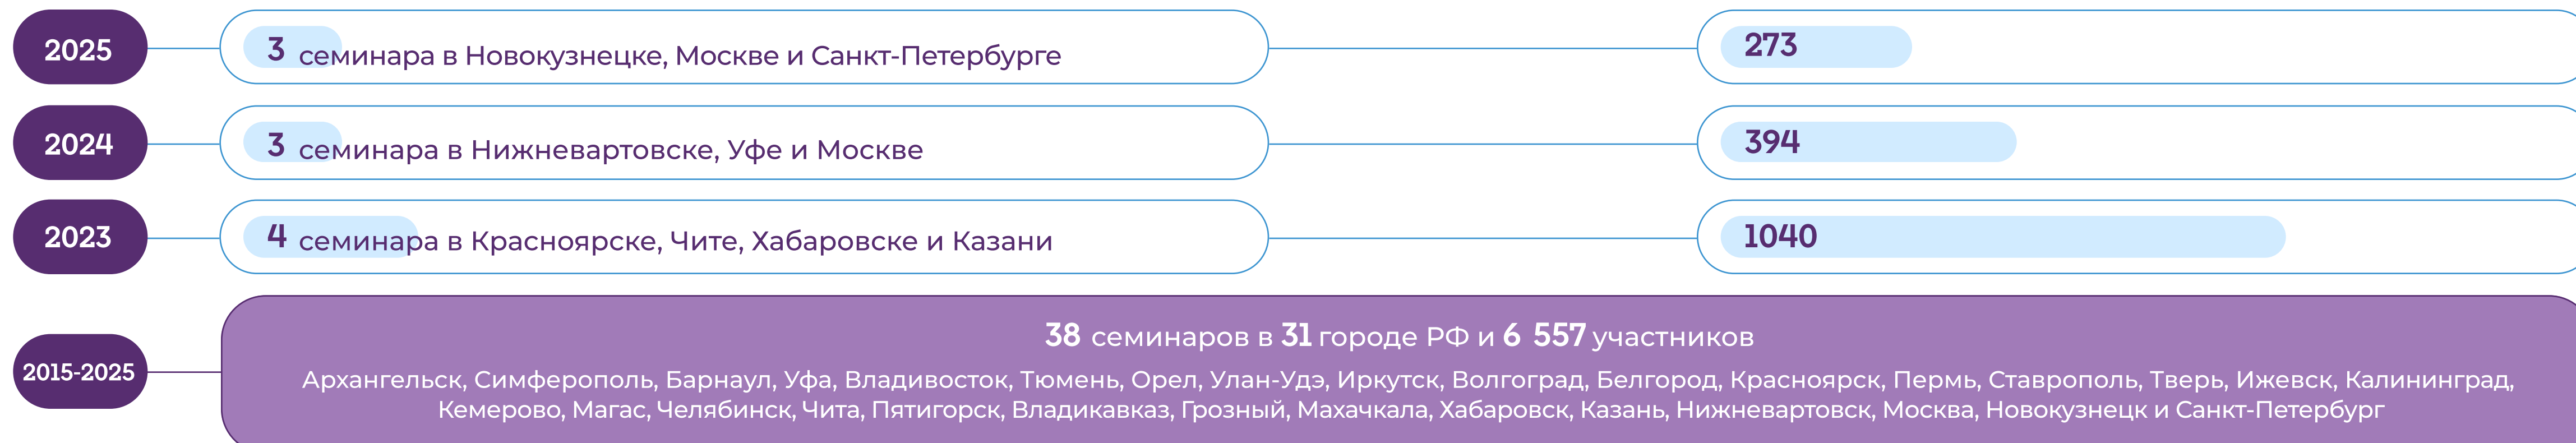 2025
3 семинара в Новокузнецке, Москве и Санкт-Петербурге
273
2024
3 семинара в Нижневартовске, Уфе и Москве
394
2023
4 семинара в Красноярске, Чите, Хабаровске и Казани
1040
2015-2025
38 семинаров в 31 городе РФ и 6 557 участников
Архангельск, Симферополь, Барнаул, Уфа, Владивосток, Тюмень, Орел, Улан-Удэ, Иркутск, Волгоград, Белгород, Красноярск, Пермь, Ставрополь, Тверь, Ижевск, Калининград,
Кемерово, Магас, Челябинск, Чита, Пятигорск, Владикавказ, Грозный, Махачкала, Хабаровск, Казань, Нижневартовск, Москва, Новокузнецк и Санкт-Петербург